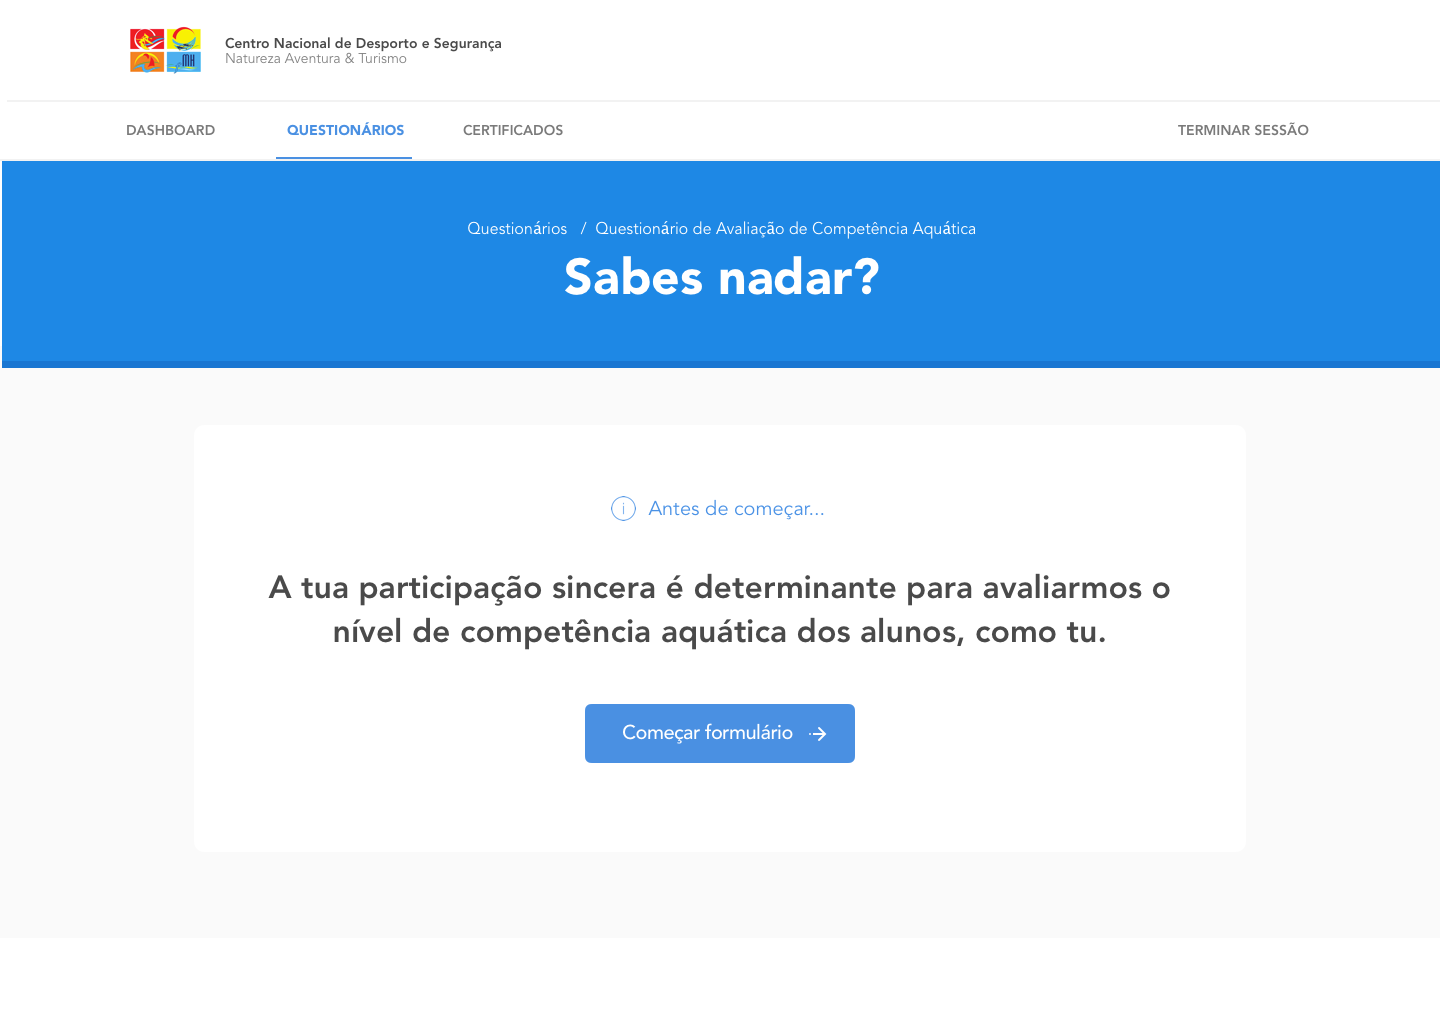 MH
Centro Nacional de Desporto e Segurança
Natureza Aventura & Turismo
DASHBOARD QUESTIONÁRIOS CERTIFICADOS TERMINAR SESSÃO
Questionários / Questionário de Avaliação de Competência Aquática
Sabes nadar?
i Antes de começar...
A tua participação sincera é determinante para avaliarmos o
nível de competência aquática dos alunos, como tu.
Começar formulário